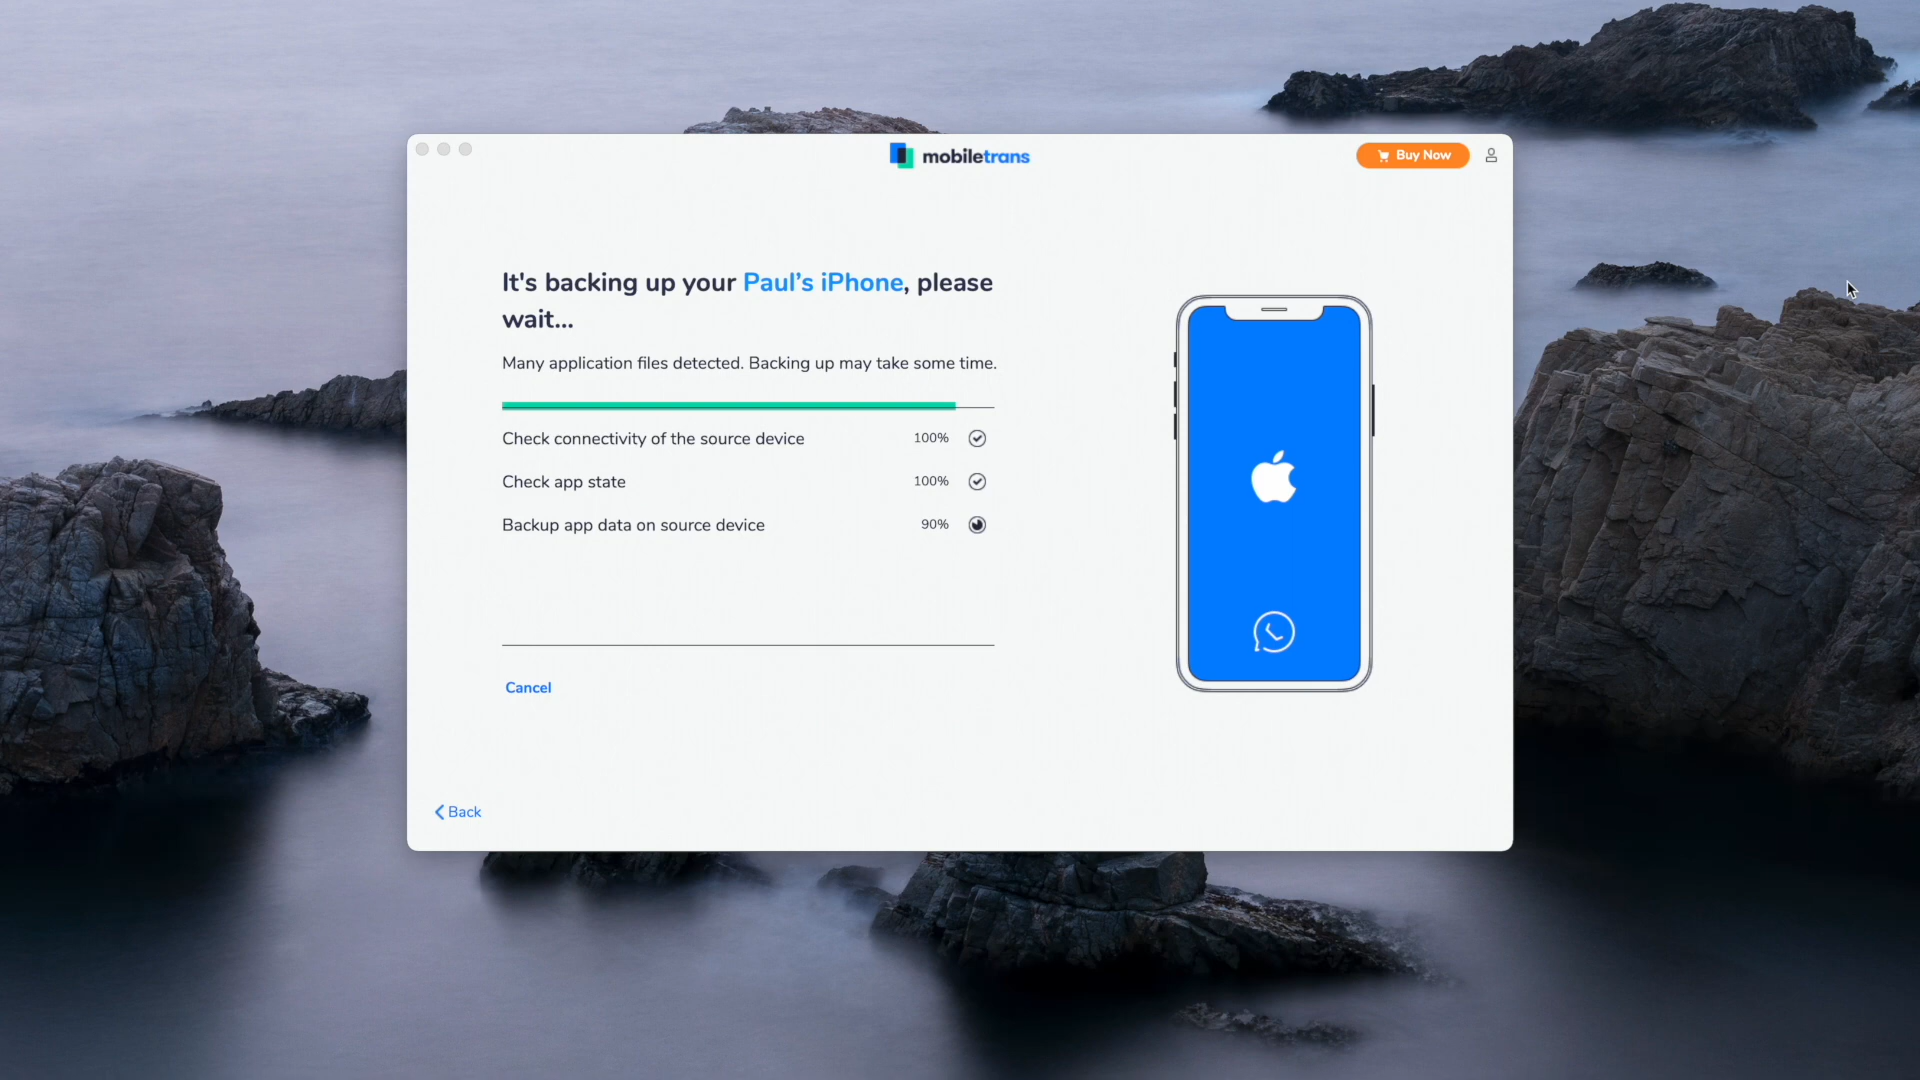 mobiletrans
Buy Now
It's backing up your Paul’s iPhone, please
wait...
Many application files detected. Backing up may take some time.
Check connectivity of the source device 100%
Check app state 100%
Backup app data on source device 90%
Cancel
Back